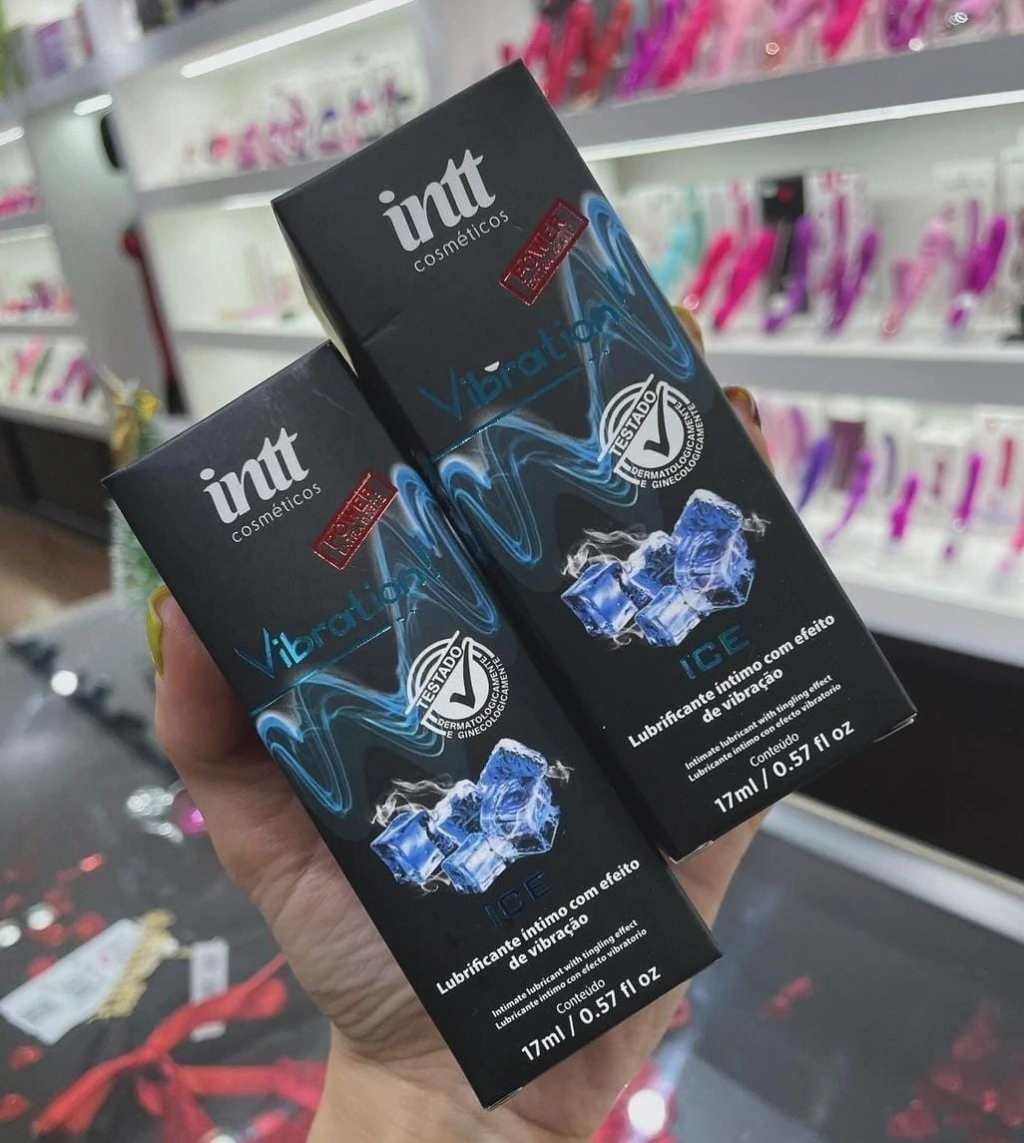 intt
cosméticos
POWER
Vibration!
TESTADO
DERMATOLOGICAMENTE
E GINECOLOGICAMENTE
ICE
Lubrificante íntimo com efeito
de vibração
Intimate lubricant with tingling effect
Lubricante íntimo con efecto vibratorio
Conteúdo
17ml / 0.57 fl oz
intt
cosméticos
POWER
Vibration!
TESTADO
DERMATOLOGICAMENTE
E GINECOLOGICAMENTE
ICE
Lubrificante íntimo com efeito
de vibração
Intimate lubricant with tingling effect
Lubricante íntimo con efecto vibratorio
Conteúdo
17ml / 0.57 fl oz